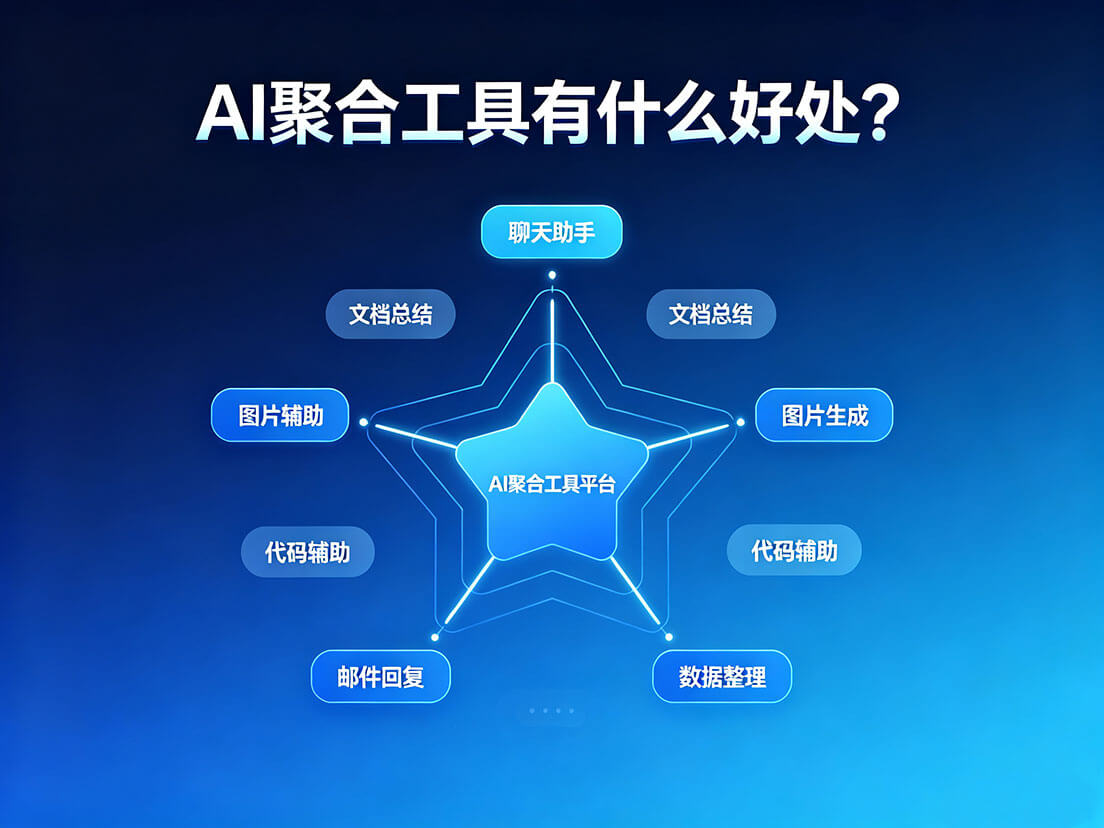 AI聚合工具有什么好处?
聊天助手
文档总结
文档总结
图片辅助
图片生成
AI聚合工具平台
代码辅助
代码辅助
邮件回复
数据整理